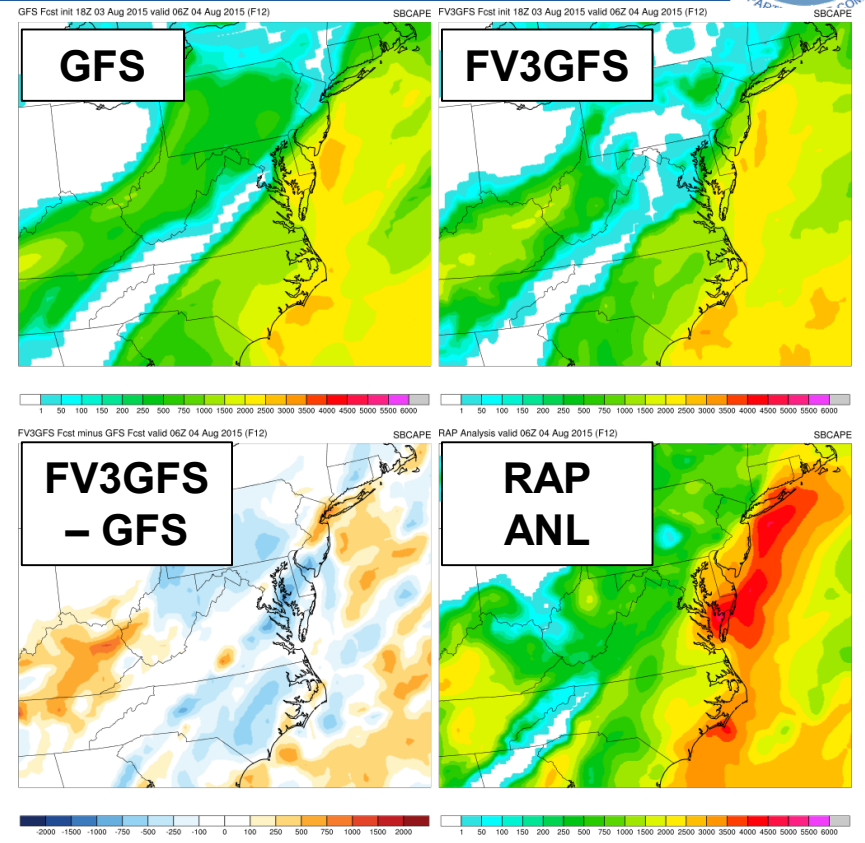 GFS Fcst init 18Z 03 Aug 2015 valid 06Z 04 Aug 2015 (F12) SBCAPE
GFS
1 50 100 150 200 250 500 750 1000 1500 2000 2500 3000 3500 4000 4500 5000 5500 6000
FV3GFS Fcst init 18Z 03 Aug 2015 valid 06Z 04 Aug 2015 (F12) SBCAPE
FV3GFS
1 50 100 150 200 250 500 750 1000 1500 2000 2500 3000 3500 4000 4500 5000 5500 6000
FV3GFS Fcst minus GFS Fcst valid 06Z 04 Aug 2015 (F12) SBCAPE
FV3GFS
– GFS
-2000 -1500 -1000 -750 -500 -250 -100 0 100 250 500 750 1000 1500 2000
RAP Analysis valid 06Z 04 Aug 2015 (F12) SBCAPE
RAP
ANL
1 50 100 150 200 250 500 750 1000 1500 2000 2500 3000 3500 4000 4500 5000 5500 6000